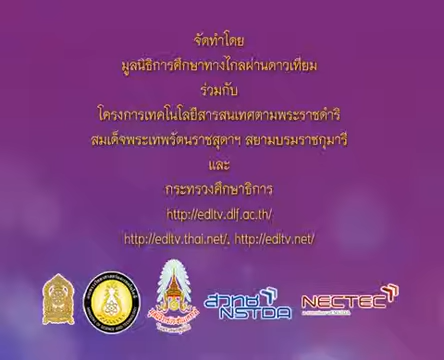 จัดทำโดย
มูลนิธิการศึกษาทางไกลผ่านดาวเทียม
ร่วมกับ
โครงการเทคโนโลยีสารสนเทศตามพระราชดำริ
สมเด็จพระเทพรัตนราชสุดาฯ สยามบรมราชกุมารี
และ
กระทรวงศึกษาธิการ
http://edltv.dlf.ac.th/
http://edltv.thai.net/, http://edltv.net/
สวทช
NSTDA
NECTEC